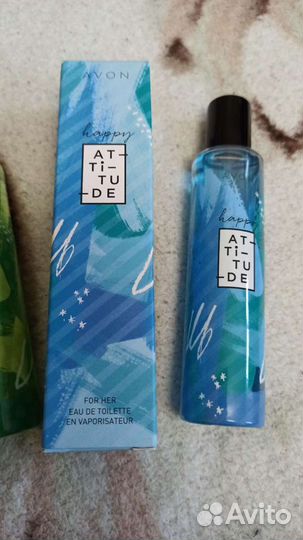 AVON
happy
AT-
-TI-
-TU-
-DE
FOR HER
EAU DE TOILETTE
EN VAPORISATEUR
happy
AT-
-TI-
-TU-
-DE
Avito